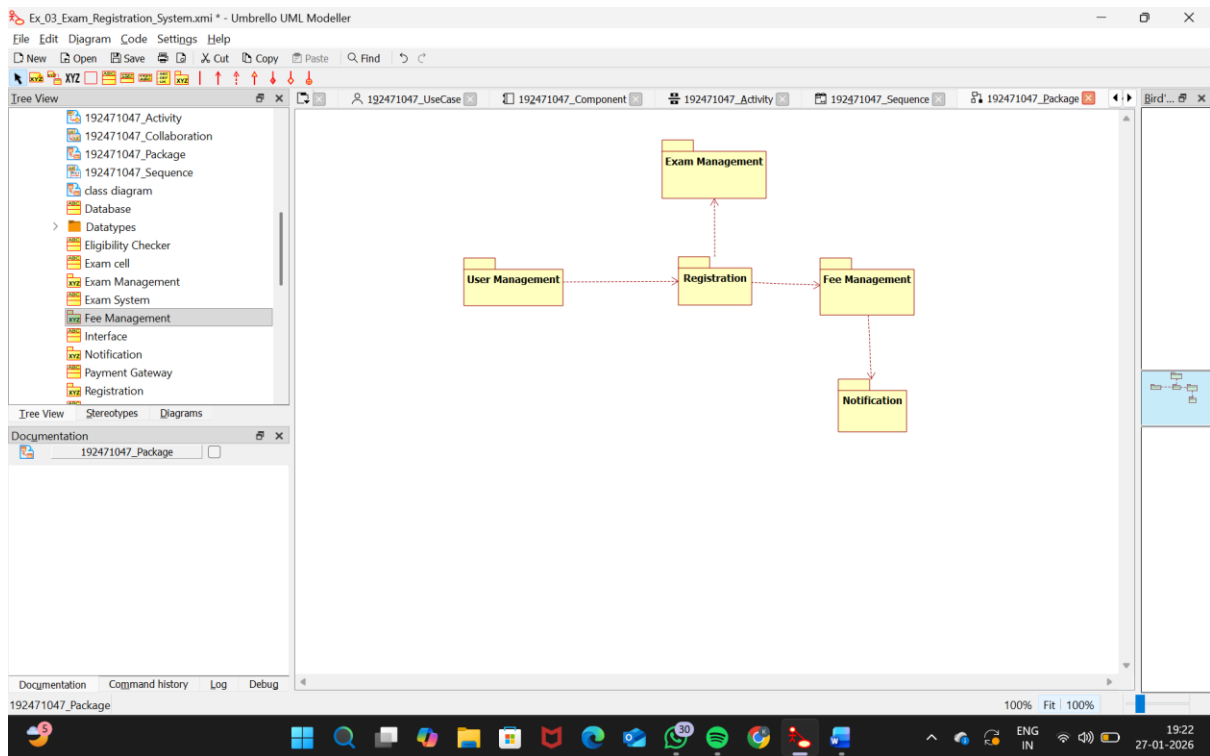 Ex_03_Exam_Registration_System.xmi * - Umbrello UML Modeller
File Edit Diagram Code Settings Help
New Open Save Cut Copy Paste Find
XYZ
Tree View
192471047_UseCase 192471047_Component 192471047_Activity 192471047_Sequence 192471047_Package
Bird'...
192471047_Activity
192471047_Collaboration
192471047_Package
192471047_Sequence
class diagram
Database
Datatypes
Eligibility Checker
Exam cell
Exam Management
Exam System
Fee Management
Interface
Notification
Payment Gateway
Registration
Exam Management
User Management
Registration
Fee Management
Notification
Tree View Stereotypes Diagrams
Documentation
192471047_Package
Documentation Command history Log Debug
192471047_Package
100% Fit 100%
5
30
ENG
IN
19:22
27-01-2026